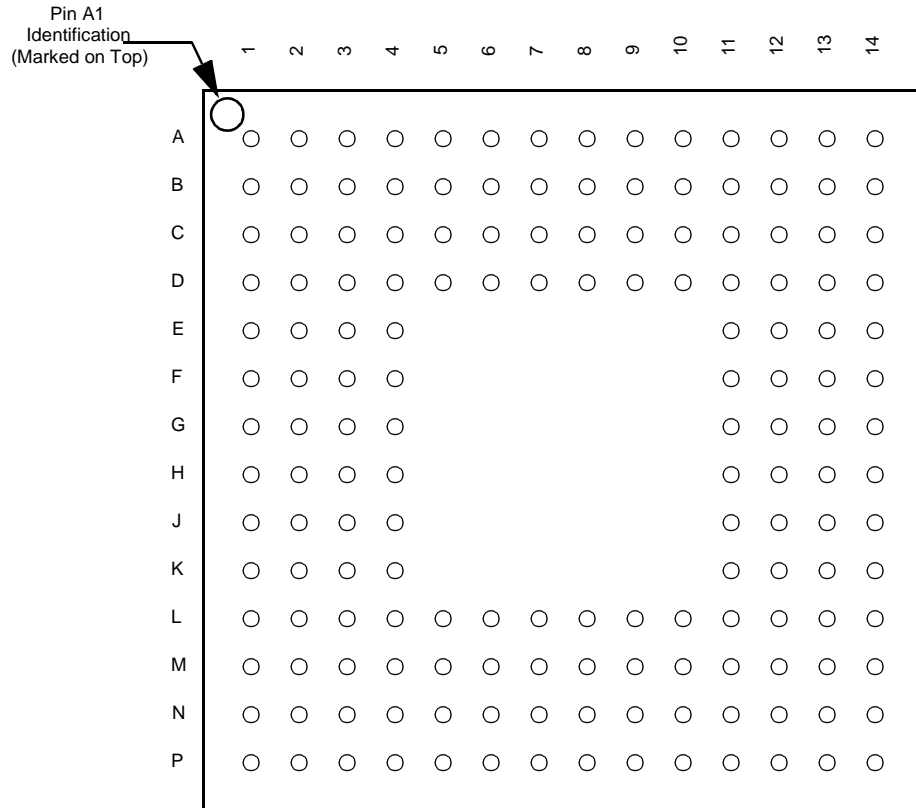 Pin A1
Identification
(Marked on Top)
1 2 3 4 5 6 7 8 9 10 11 12 13 14
A
B
C
D
E
F
G
H
J
K
L
M
N
P